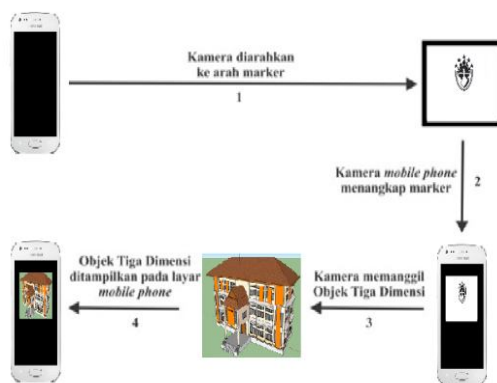 Kamera diarahkan
ke arah marker
1
Kamera mobile phone
menangkap marker
2
Kamera memanggil
Objek Tiga Dimensi
3
Objek Tiga Dimensi
ditampilkan pada layar
mobile phone
4